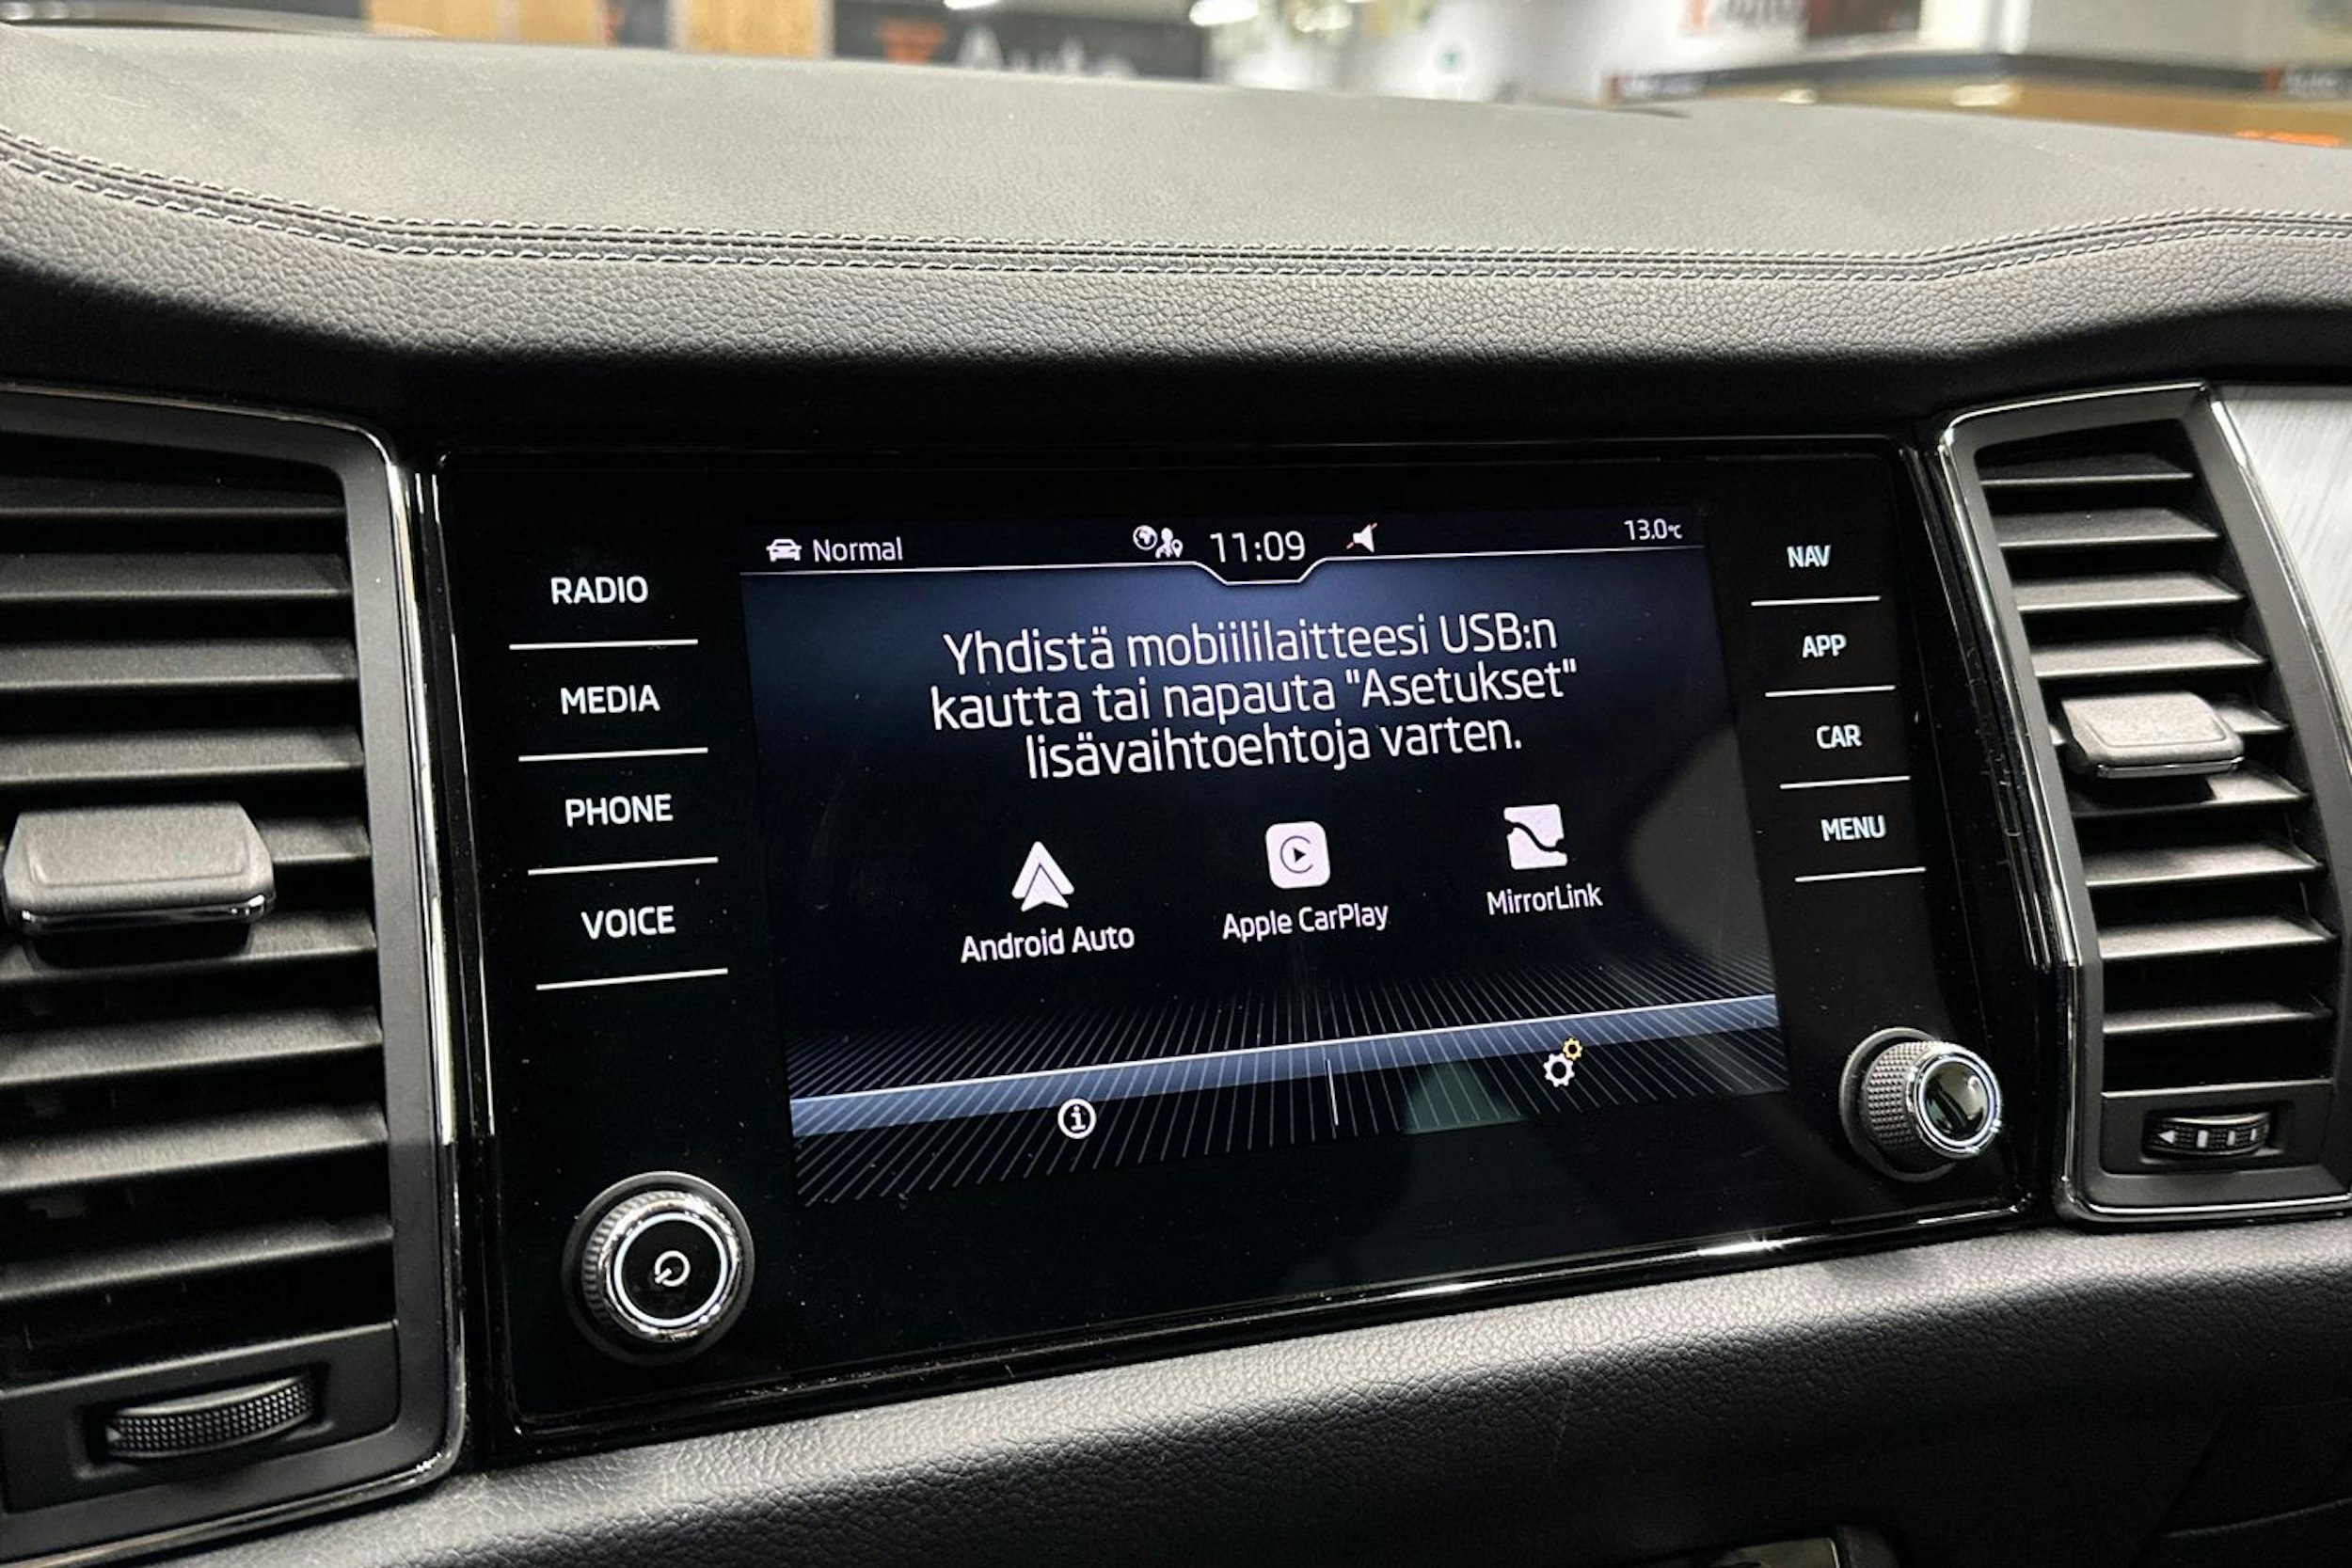 Auto
Normal
11:09
13.0°C
RADIO
MEDIA
PHONE
VOICE
Yhdistä mobiililaitteesi USB:n
kautta tai napauta "Asetukset"
lisävaihtoehtoja varten.
Android Auto
Apple CarPlay
MirrorLink
NAV
APP
CAR
MENU